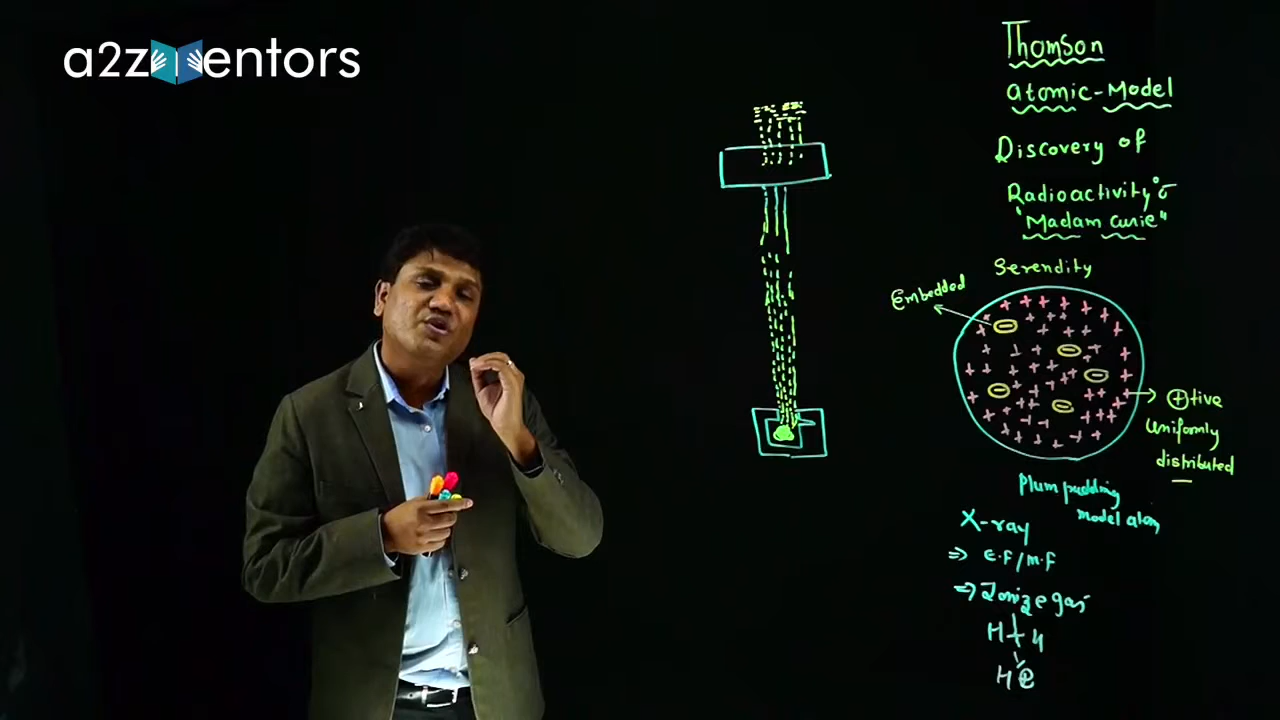 a2zmentors
Thomson
atomic-Model
Discovery of
Radioactivity
"Madam Curie"
Serendity
Embedded
+tive
Uniformly
distributed
Plum pudding
model atom
X-ray
⇒ E.F/M.F
⇒ Ionize gas
H + H
H